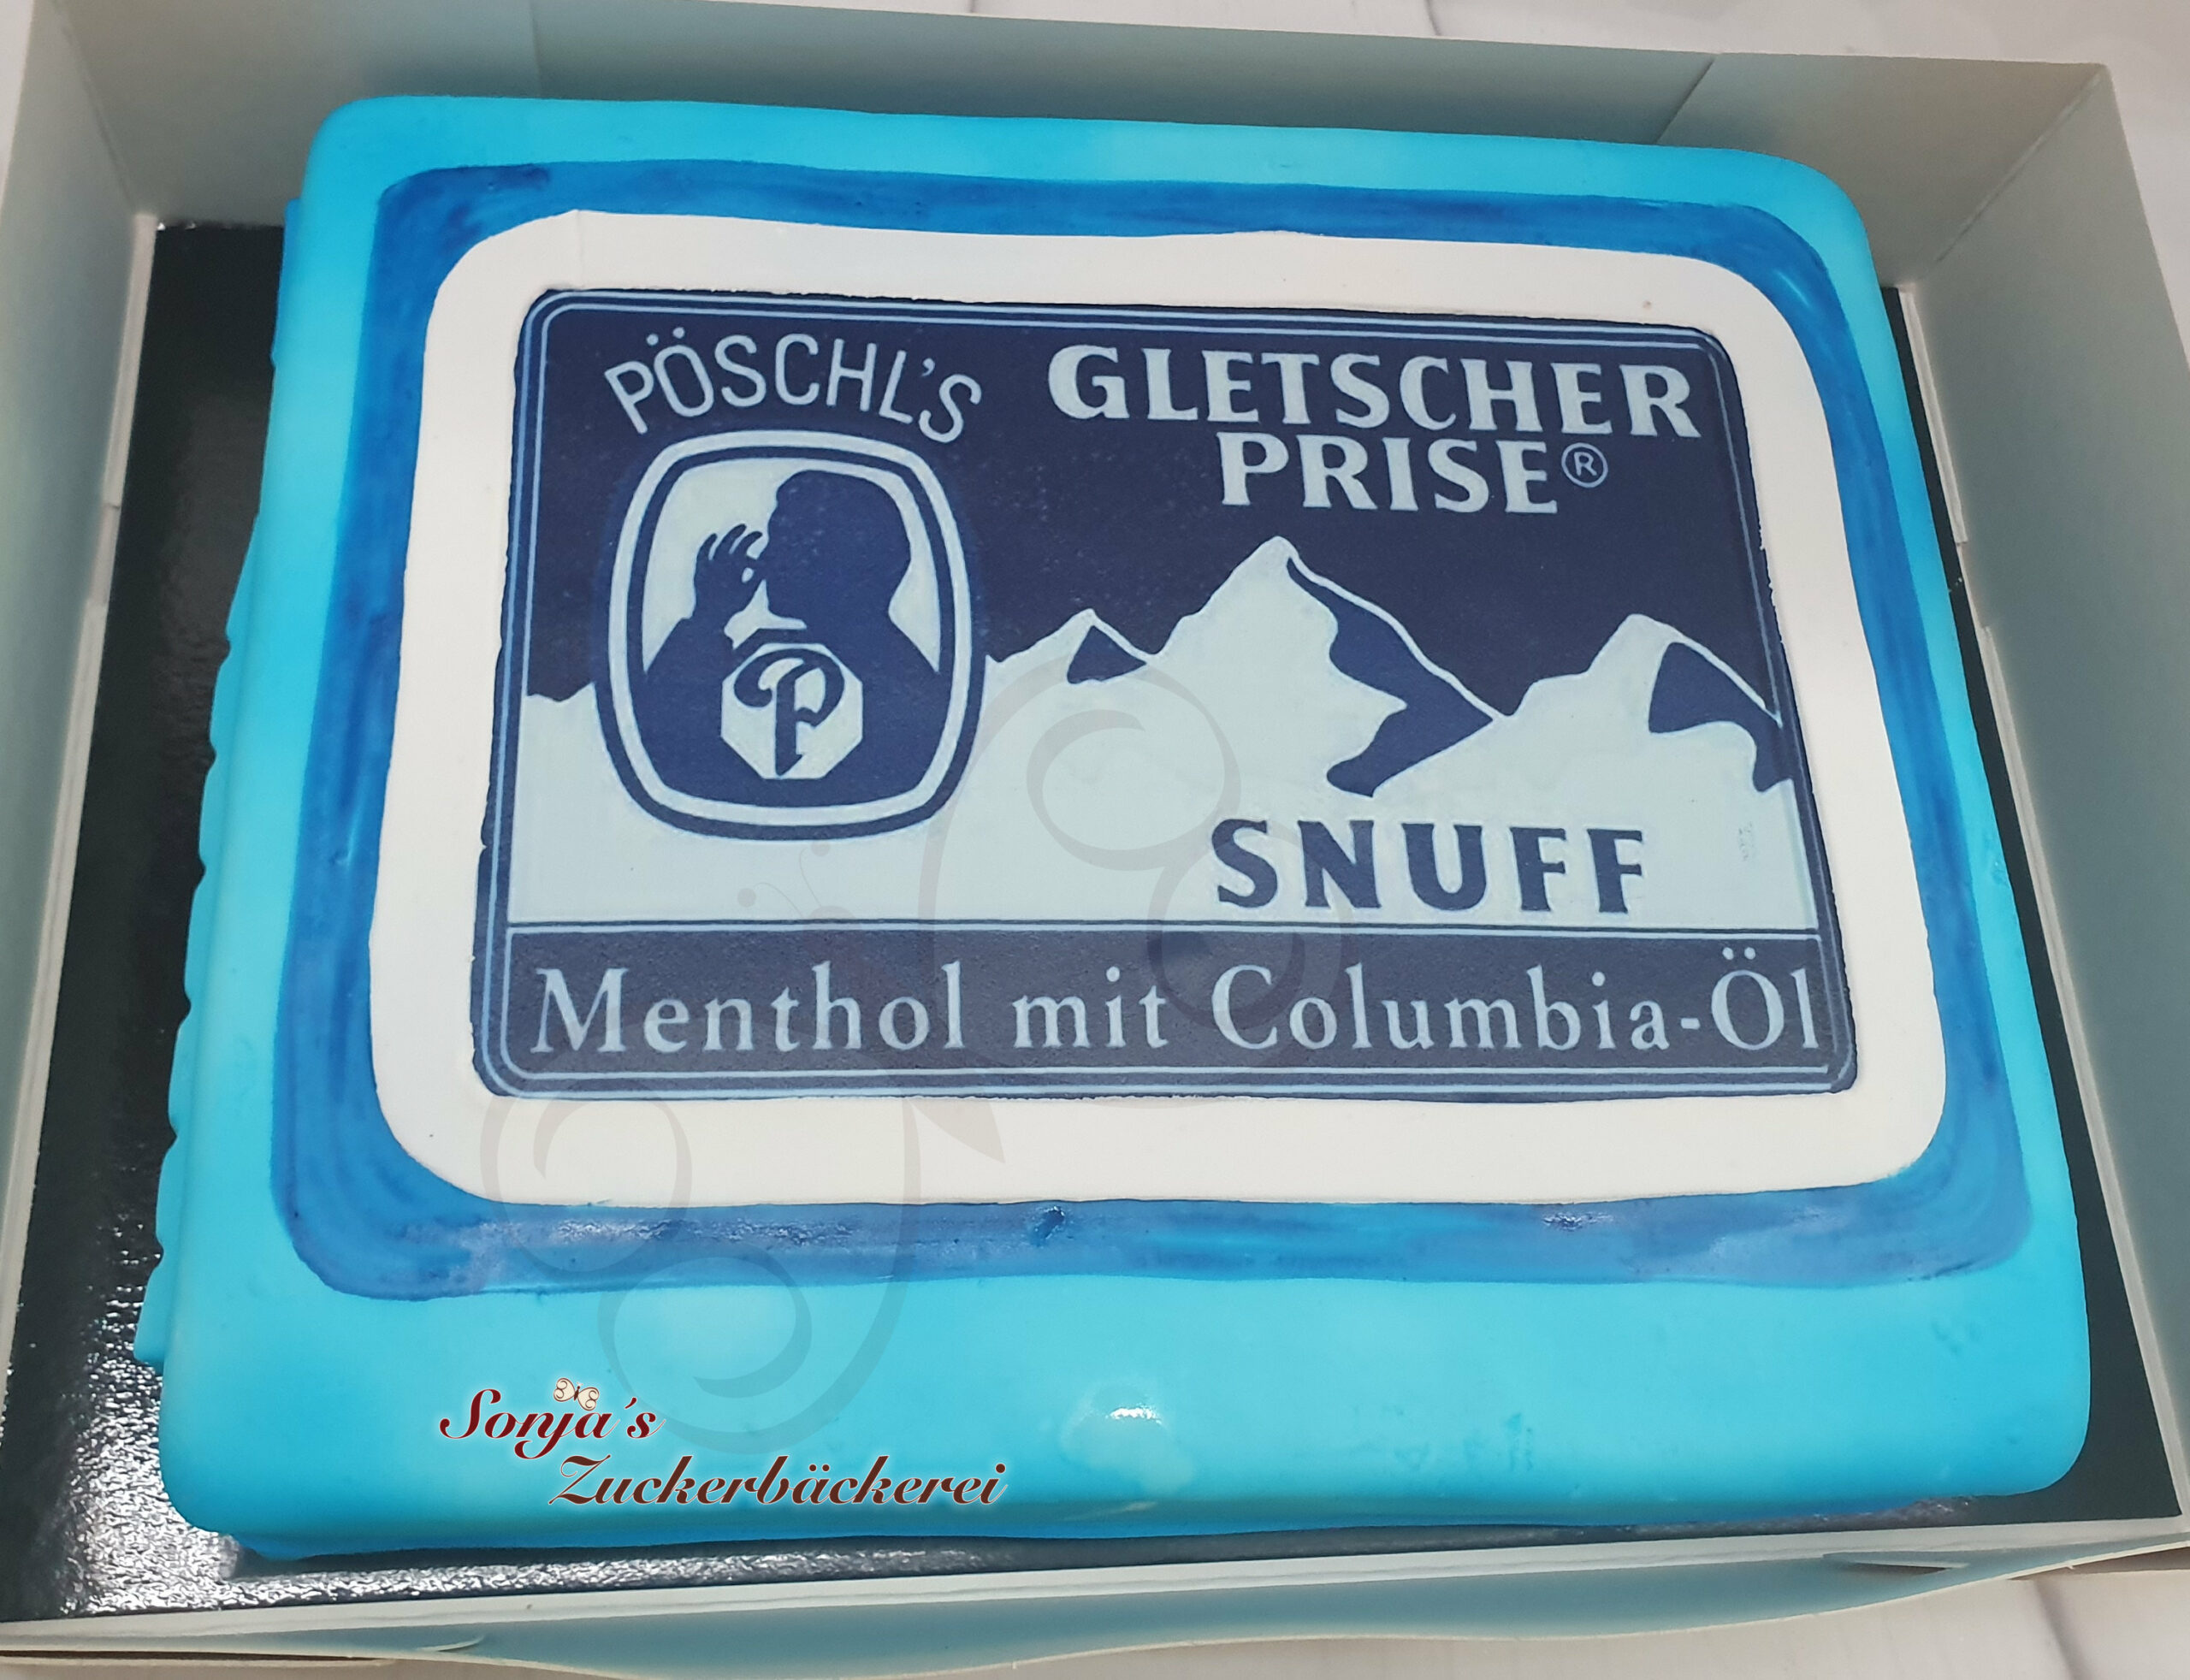 PÖSCHL'S
GLETSCHER
PRISE®
P
SNUFF
Menthol mit Columbia-Öl
Sonja's
Zuckerbäckerei